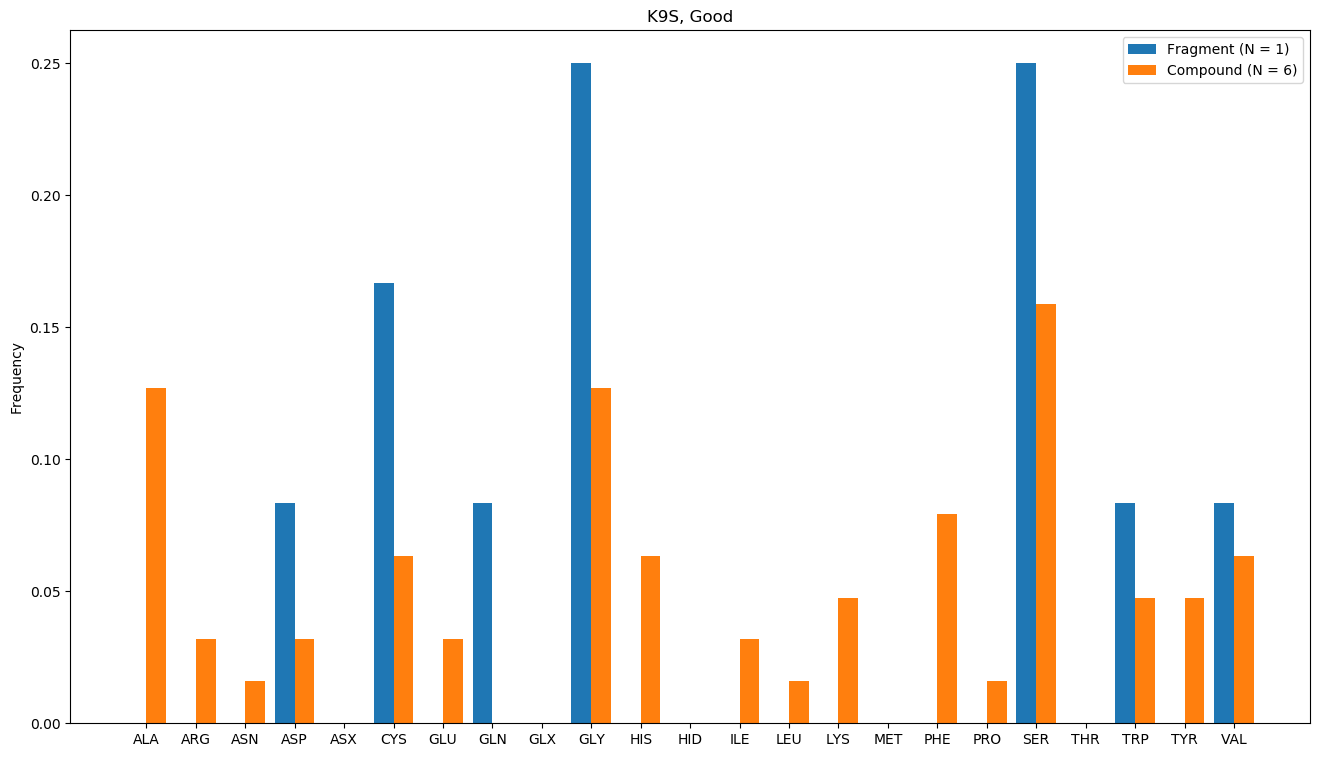 K9S, Good
Fragment (N = 1)
Compound (N = 6)
Frequency
0.25
0.20
0.15
0.10
0.05
0.00
ALA ARG ASN ASP ASX CYS GLU GLN GLX GLY HIS HID ILE LEU LYS MET PHE PRO SER THR TRP TYR VAL